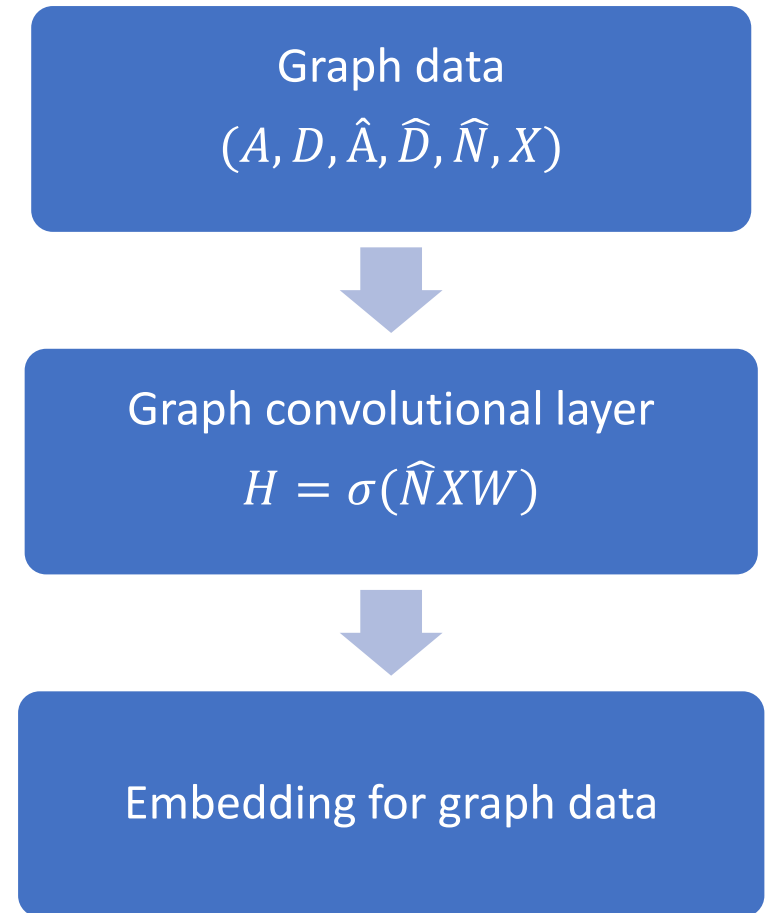 Graph data
(A, D, Â, D̂, N̂, X)
Graph convolutional layer
H = σ(N̂XW)
Embedding for graph data